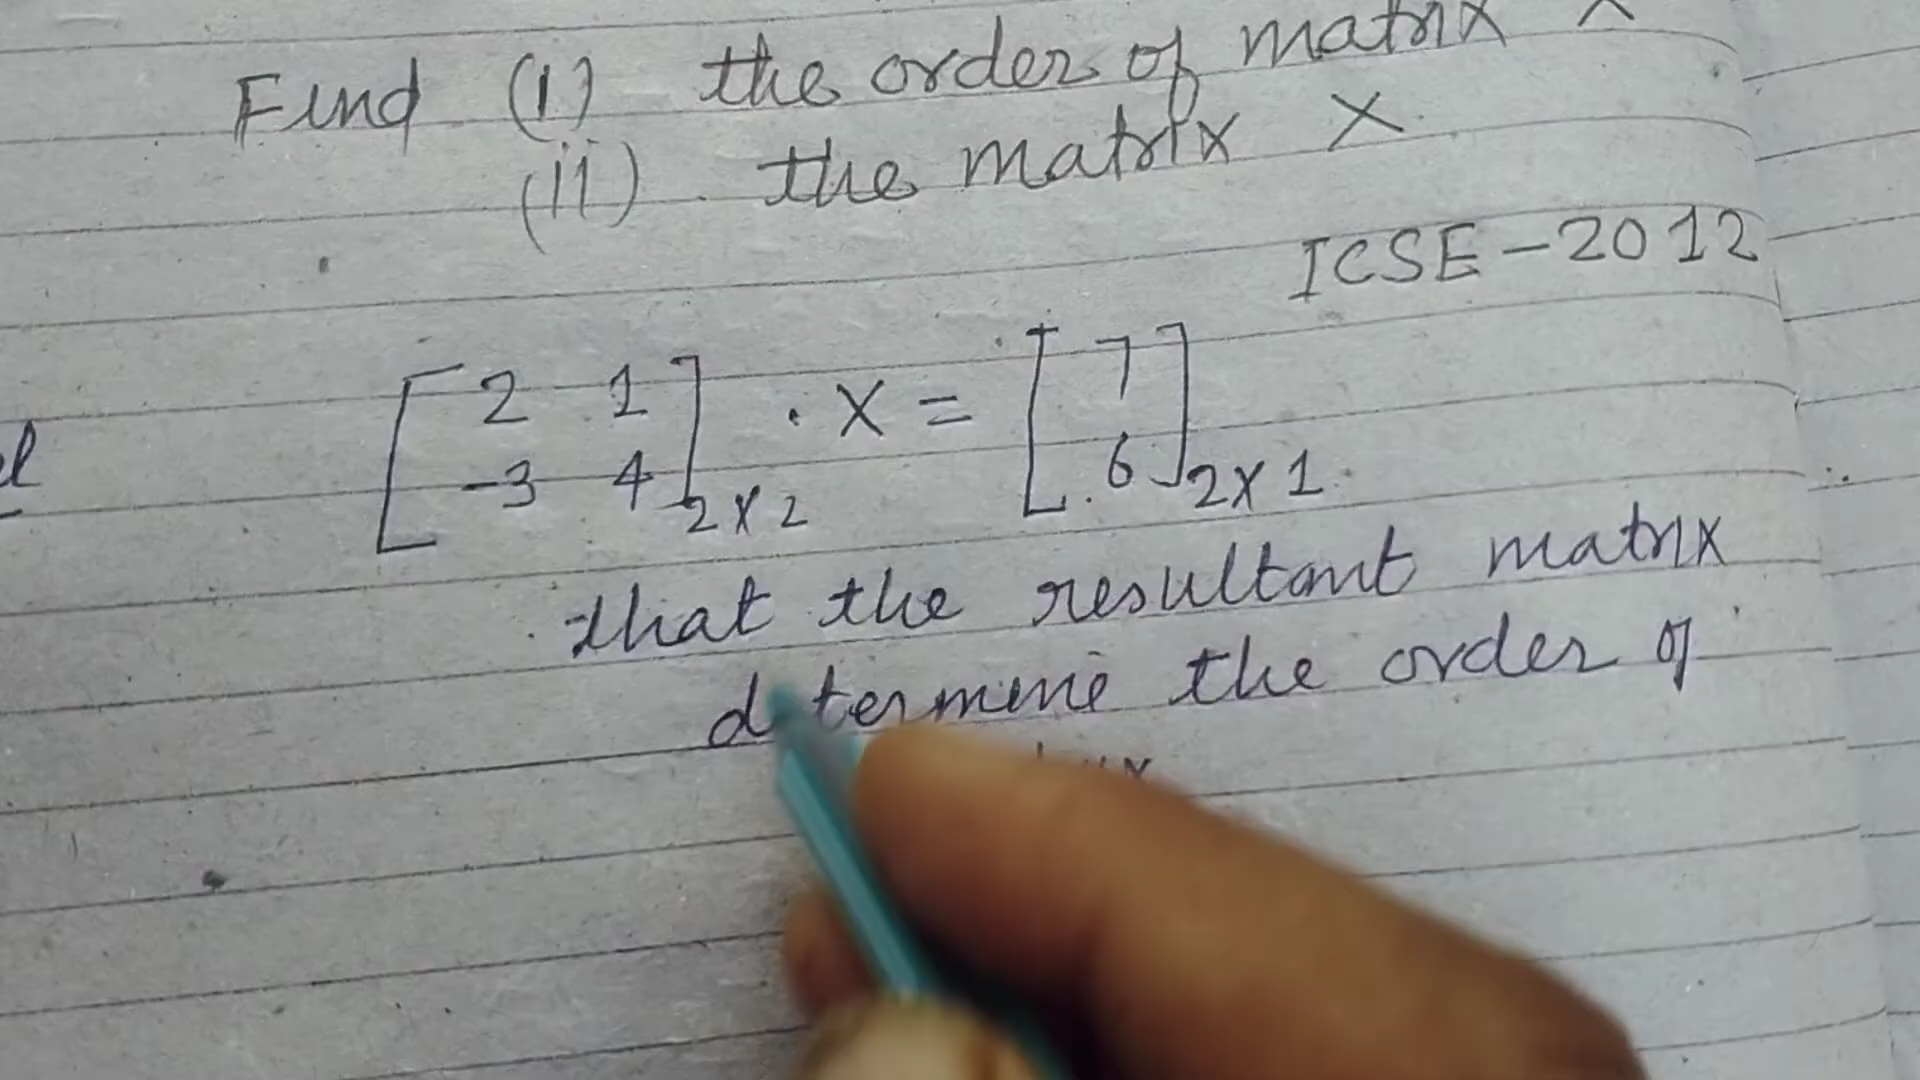 Find (i) the order of matrix X
(ii) the matrix X
ICSE - 2012
[ 2 1 ] . X = [ 7 ]
[ -3 4 ] 2x2 [ 6 ] 2x1
that the resultant matrix
determine the order of